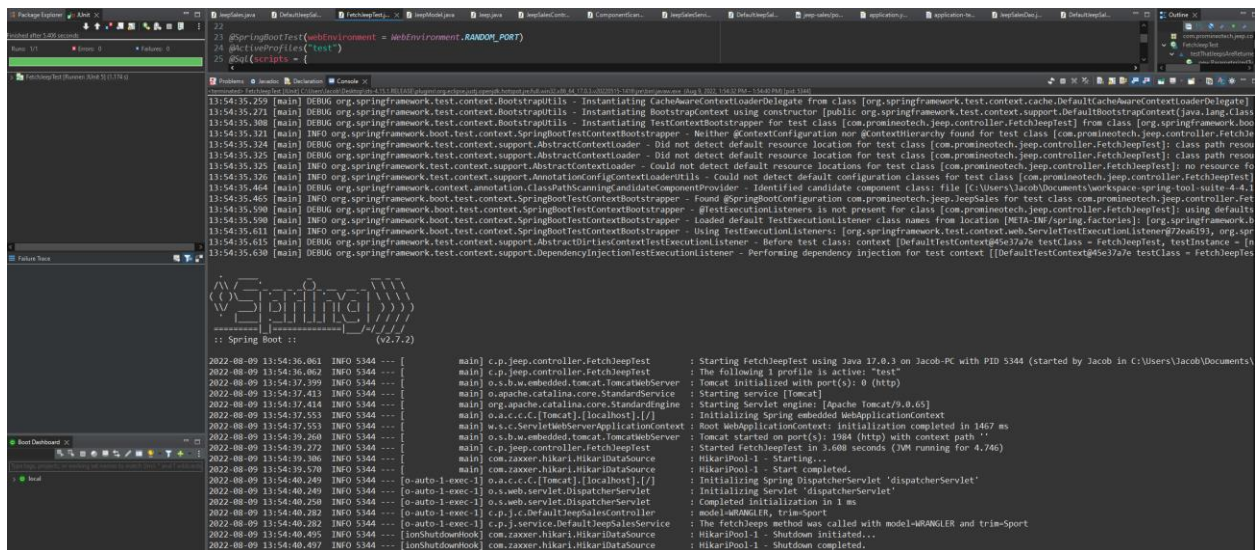 Package Explorer
JUnit
Finished after 5.406 seconds
Runs: 1/1
Errors: 0
Failures: 0
FetchJeepTest [Runner: JUnit 5] (1.174 s)
Failure Trace
Boot Dashboard
local
JeepSales.java
DefaultJeepSal...
FetchJeepTest.j...
JeepModel.java
Jeep.java
JeepSalesContr...
ComponentScan...
JeepSalesServi...
DefaultJeepSal...
jeep-sales/po...
application.y...
application-te...
JeepSalesDao.j...
DefaultJeepSal...
Outline
22
23 @SpringBootTest(webEnvironment = WebEnvironment.RANDOM_PORT)
24 @ActiveProfiles("test")
25 @Sql(scripts = {
com.promineotech.jeep.co
FetchJeepTest
testThatJeepsAreReturne
Problems
Javadoc
Declaration
Console
13:54:35.259 [main] DEBUG org.springframework.test.context.BootstrapUtils - Instantiating CacheAwareContextLoaderDelegate from class [org.springframework.test.context.cache.DefaultCacheAwareContextLoaderDelegate]
13:54:35.271 [main] DEBUG org.springframework.test.context.BootstrapUtils - Instantiating BootstrapContext using constructor [public org.springframework.test.context.support.DefaultBootstrapContext(java.lang.Class
13:54:35.308 [main] DEBUG org.springframework.test.context.BootstrapUtils - Instantiating TestContextBootstrapper for test class [com.promineotech.jeep.controller.FetchJeepTest] from class [org.springframework.boo
13:54:35.321 [main] INFO org.springframework.boot.test.context.SpringBootTestContextBootstrapper - Neither @ContextConfiguration nor @ContextHierarchy found for test class [com.promineotech.jeep.controller.FetchJe
13:54:35.324 [main] DEBUG org.springframework.test.context.support.AbstractContextLoader - Did not detect default resource location for test class [com.promineotech.jeep.controller.FetchJeepTest]: class path resou
13:54:35.325 [main] DEBUG org.springframework.test.context.support.AbstractContextLoader - Did not detect default resource location for test class [com.promineotech.jeep.controller.FetchJeepTest]: class path resou
13:54:35.325 [main] INFO org.springframework.test.context.support.AbstractContextLoader - Could not detect default resource locations for test class [com.promineotech.jeep.controller.FetchJeepTest]: no resource fo
13:54:35.326 [main] INFO org.springframework.test.context.support.AnnotationConfigContextLoaderUtils - Could not detect default configuration classes for test class [com.promineotech.jeep.controller.FetchJeepTest]
13:54:35.464 [main] DEBUG org.springframework.context.annotation.ClassPathScanningCandidateComponentProvider - Identified candidate component class: file [C:\Users\Jacob\Documents\workspace-spring-tool-suite-4-4.1
13:54:35.465 [main] INFO org.springframework.boot.test.context.SpringBootTestContextBootstrapper - Found @SpringBootConfiguration com.promineotech.jeep.JeepSales for test class com.promineotech.jeep.controller.Fet
13:54:35.590 [main] DEBUG org.springframework.boot.test.context.SpringBootTestContextBootstrapper - @TestExecutionListeners is not present for class [com.promineotech.jeep.controller.FetchJeepTest]: using defaults
13:54:35.590 [main] INFO org.springframework.boot.test.context.SpringBootTestContextBootstrapper - Loaded default TestExecutionListener class names from location [META-INF/spring.factories]: [org.springframework.b
13:54:35.611 [main] INFO org.springframework.boot.test.context.SpringBootTestContextBootstrapper - Using TestExecutionListeners: [org.springframework.test.context.web.ServletTestExecutionListener@72ea6193, org.spr
13:54:35.615 [main] DEBUG org.springframework.test.context.support.AbstractDirtiesContextTestExecutionListener - Before test class: context [DefaultTestContext@45e37a7e testClass = FetchJeepTest, testInstance = [n
13:54:35.630 [main] DEBUG org.springframework.test.context.support.DependencyInjectionTestExecutionListener - Performing dependency injection for test context [[DefaultTestContext@45e37a7e testClass = FetchJeepTes
Spring
:: Spring Boot :: (v2.7.2)
2022-08-09 13:54:36.061 INFO 5344 --- [ main] c.p.jeep.controller.FetchJeepTest : Starting FetchJeepTest using Java 17.0.3 on Jacob-PC with PID 5344 (started by Jacob in C:\Users\Jacob\Documents\
2022-08-09 13:54:36.062 INFO 5344 --- [ main] c.p.jeep.controller.FetchJeepTest : The following 1 profile is active: "test"
2022-08-09 13:54:37.399 INFO 5344 --- [ main] o.s.b.w.embedded.tomcat.TomcatWebServer : Tomcat initialized with port(s): 0 (http)
2022-08-09 13:54:37.413 INFO 5344 --- [ main] o.apache.catalina.core.StandardService : Starting service [Tomcat]
2022-08-09 13:54:37.414 INFO 5344 --- [ main] org.apache.catalina.core.StandardEngine : Starting Servlet engine: [Apache Tomcat/9.0.65]
2022-08-09 13:54:37.553 INFO 5344 --- [ main] o.a.c.c.C.[Tomcat].[localhost].[/] : Initializing Spring embedded WebApplicationContext
2022-08-09 13:54:37.553 INFO 5344 --- [ main] w.s.c.ServletWebServerApplicationContext : Root WebApplicationContext: initialization completed in 1467 ms
2022-08-09 13:54:39.260 INFO 5344 --- [ main] o.s.b.w.embedded.tomcat.TomcatWebServer : Tomcat started on port(s): 1984 (http) with context path ''
2022-08-09 13:54:39.272 INFO 5344 --- [ main] c.p.jeep.controller.FetchJeepTest : Started FetchJeepTest in 3.608 seconds (JVM running for 4.746)
2022-08-09 13:54:39.306 INFO 5344 --- [ main] com.zaxxer.hikari.HikariDataSource : HikariPool-1 - Starting...
2022-08-09 13:54:39.570 INFO 5344 --- [ main] com.zaxxer.hikari.HikariDataSource : HikariPool-1 - Start completed.
2022-08-09 13:54:40.249 INFO 5344 --- [o-auto-1-exec-1] o.a.c.c.C.[Tomcat].[localhost].[/] : Initializing Spring DispatcherServlet 'dispatcherServlet'
2022-08-09 13:54:40.249 INFO 5344 --- [o-auto-1-exec-1] o.s.web.servlet.DispatcherServlet : Initializing Servlet 'dispatcherServlet'
2022-08-09 13:54:40.250 INFO 5344 --- [o-auto-1-exec-1] o.s.web.servlet.DispatcherServlet : Completed initialization in 1 ms
2022-08-09 13:54:40.282 INFO 5344 --- [o-auto-1-exec-1] c.p.j.c.DefaultJeepSalesController : model=WRANGLER, trim=Sport
2022-08-09 13:54:40.282 INFO 5344 --- [o-auto-1-exec-1] c.p.j.service.DefaultJeepSalesService : The fetchJeeps method was called with model=WRANGLER and trim=Sport
2022-08-09 13:54:40.495 INFO 5344 --- [ionShutdownHook] com.zaxxer.hikari.HikariDataSource : HikariPool-1 - Shutdown initiated...
2022-08-09 13:54:40.497 INFO 5344 --- [ionShutdownHook] com.zaxxer.hikari.HikariDataSource : HikariPool-1 - Shutdown completed.